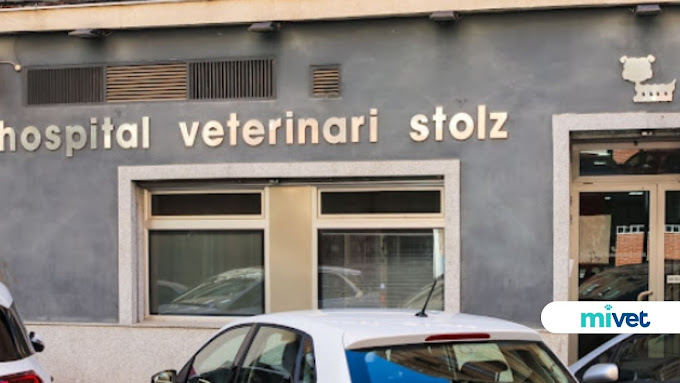 hospital veterinari stolz
mivet